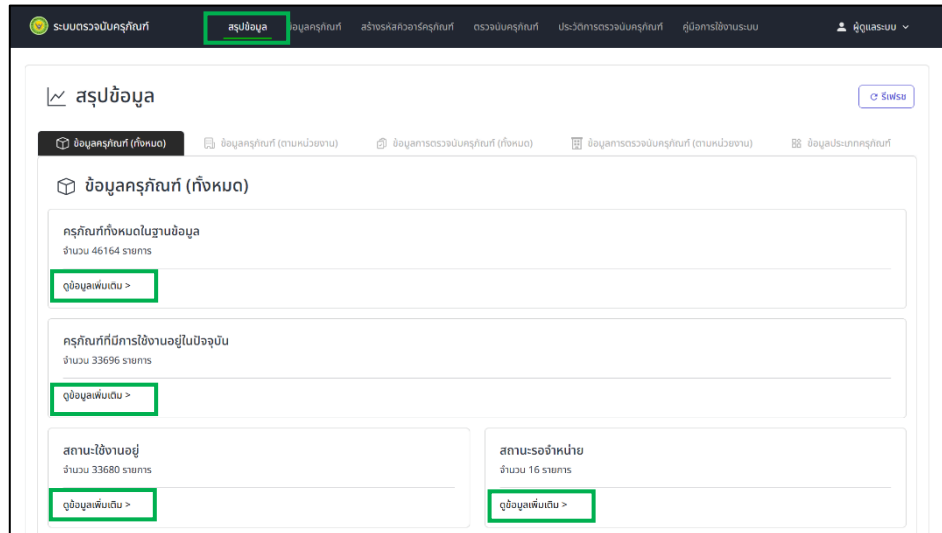 ระบบตรวจนับครุภัณฑ์ สรุปข้อมูล ข้อมูลครุภัณฑ์ สร้างรหัสคิวอาร์ครุภัณฑ์ ตรวจนับครุภัณฑ์ ประวัติการตรวจนับครุภัณฑ์ คู่มือการใช้งานระบบ ผู้ดูแลระบบ
สรุปข้อมูล รีเฟรช
ข้อมูลครุภัณฑ์ (ทั้งหมด) ข้อมูลครุภัณฑ์ (ตามหน่วยงาน) ข้อมูลการตรวจนับครุภัณฑ์ (ทั้งหมด) ข้อมูลการตรวจนับครุภัณฑ์ (ตามหน่วยงาน) ข้อมูลประเภทครุภัณฑ์
ข้อมูลครุภัณฑ์ (ทั้งหมด)
ครุภัณฑ์ทั้งหมดในฐานข้อมูล
จำนวน 46164 รายการ
ดูข้อมูลเพิ่มเติม >
ครุภัณฑ์ที่มีการใช้งานอยู่ในปัจจุบัน
จำนวน 33696 รายการ
ดูข้อมูลเพิ่มเติม >
สถานะใช้งานอยู่ สถานะรอจำหน่าย
จำนวน 33680 รายการ จำนวน 16 รายการ
ดูข้อมูลเพิ่มเติม > ดูข้อมูลเพิ่มเติม >